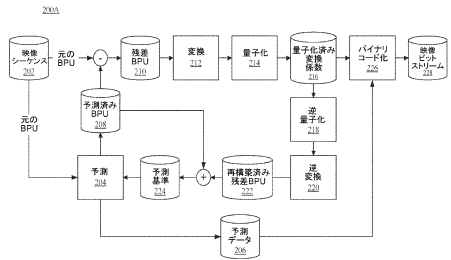 200A
映像
シーケンス
202
元の
BPU
-
残差
BPU
210
変換
212
量子化
214
量子化済み
変換
係数
216
バイナリ
コード化
226
映像
ビット
ストリーム
228
元の
BPU
予測済み
BPU
208
逆
量子化
218
予測
204
予測
基準
224
+
再構築済み
残差BPU
222
逆
変換
220
予測
データ
206